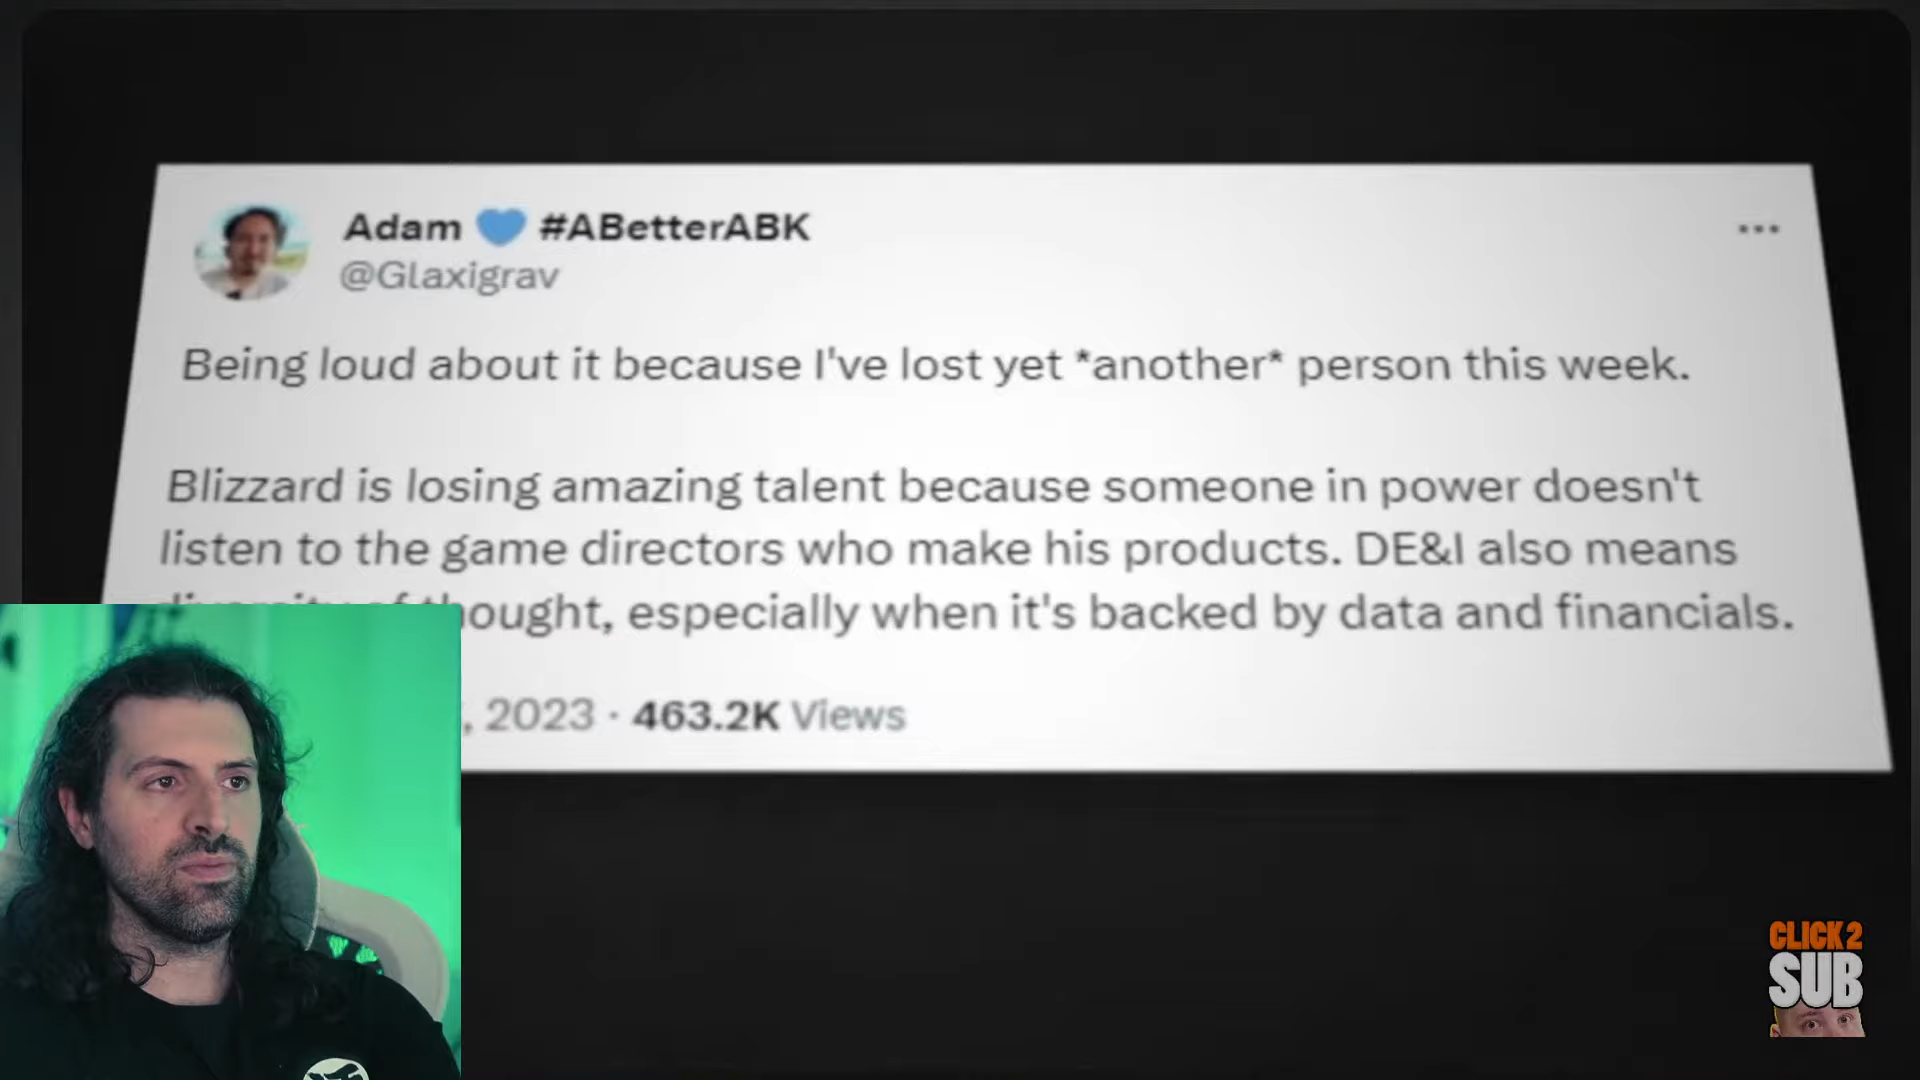 Adam 💙 #ABetterABK
@Glaxigrav
Being loud about it because I've lost yet *another* person this week.
Blizzard is losing amazing talent because someone in power doesn't
listen to the game directors who make his products. DE&I also means
of thought, especially when it's backed by data and financials.
, 2023 · 463.2K Views
CLICK 2
SUB